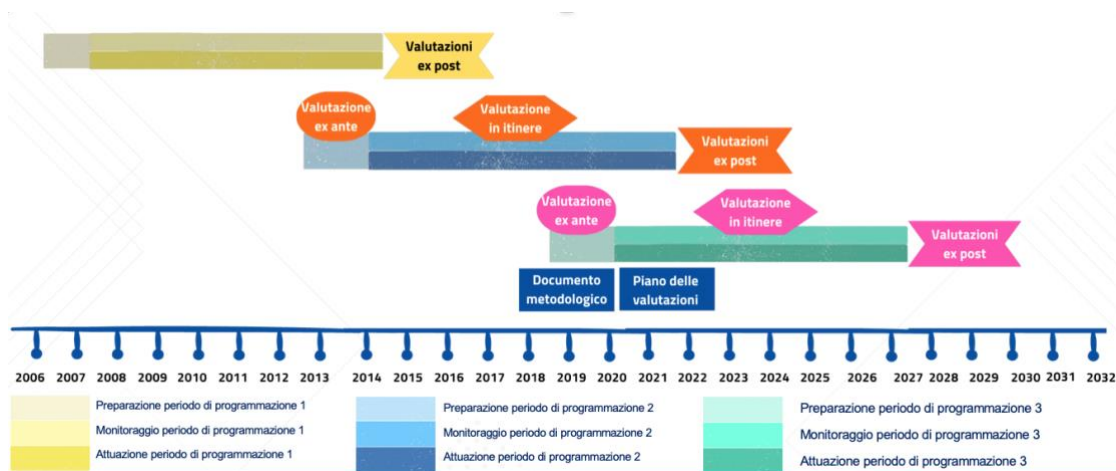 Valutazioni
ex post
Valutazione
ex ante
Valutazione
in itinere
Valutazioni
ex post
Valutazione
ex ante
Valutazione
in itinere
Valutazioni
ex post
Documento
metodologico
Piano delle
valutazioni
2006 2007 2008 2009 2010 2011 2012 2013 2014 2015 2016 2017 2018 2019 2020 2021 2022 2023 2024 2025 2026 2027 2028 2029 2030 2031 2032
Preparazione periodo di programmazione 1
Monitoraggio periodo di programmazione 1
Attuazione periodo di programmazione 1
Preparazione periodo di programmazione 2
Monitoraggio periodo di programmazione 2
Attuazione periodo di programmazione 2
Preparazione periodo di programmazione 3
Monitoraggio periodo di programmazione 3
Attuazione periodo di programmazione 3